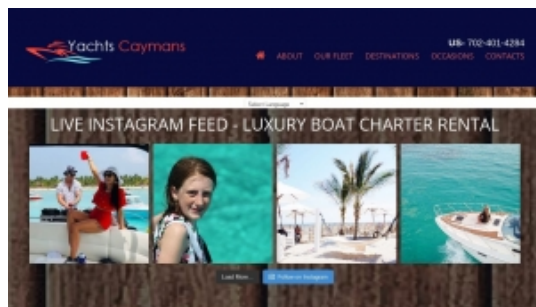 Yachts Caymans
US- 702-401-4284
ABOUT OUR FLEET DESTINATIONS OCCASIONS CONTACTS
Select Language
LIVE INSTAGRAM FEED - LUXURY BOAT CHARTER RENTAL
Load More...
Follow on Instagram